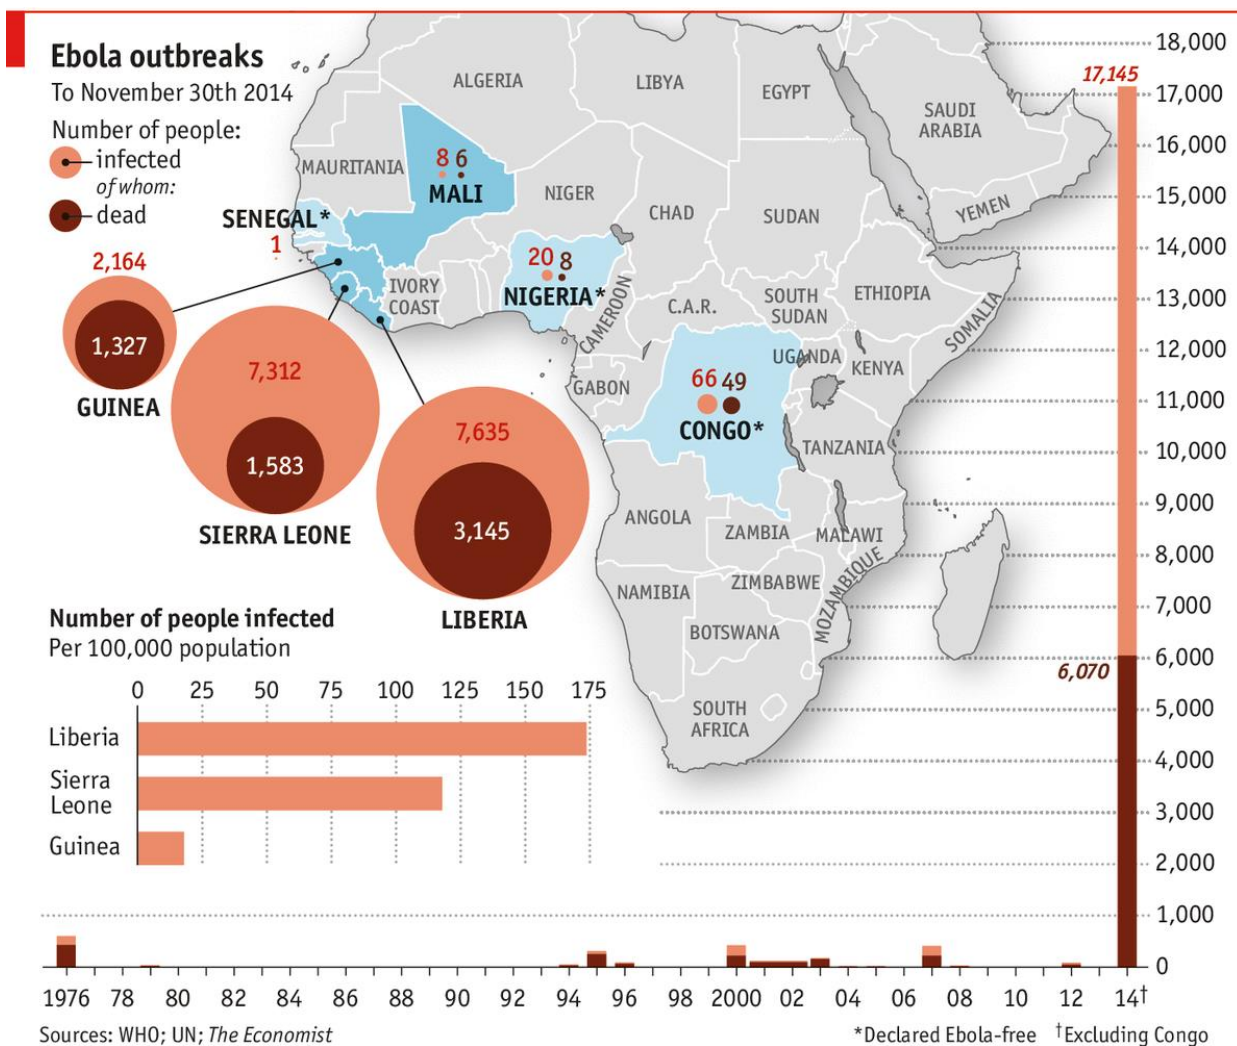 Ebola outbreaks
To November 30th 2014
Number of people:
infected
of whom:
dead
ALGERIA
LIBYA
EGYPT
SAUDI
ARABIA
YEMEN
MAURITANIA
8 6
MALI
NIGER
CHAD
SUDAN
SENEGAL*
1
20 8
NIGERIA*
IVORY
COAST
CAMEROON
C.A.R.
SOUTH
SUDAN
ETHIOPIA
SOMALIA
UGANDA
KENYA
GABON
66 49
CONGO*
TANZANIA
ANGOLA
ZAMBIA
MALAWI
MOZAMBIQUE
ZIMBABWE
NAMIBIA
BOTSWANA
SOUTH
AFRICA
2,164
1,327
GUINEA
7,312
1,583
SIERRA LEONE
7,635
3,145
LIBERIA
Number of people infected
Per 100,000 population
0 25 50 75 100 125 150 175
Liberia
Sierra
Leone
Guinea
18,000
17,145
17,000
16,000
15,000
14,000
13,000
12,000
11,000
10,000
9,000
8,000
7,000
6,000
6,070
5,000
4,000
3,000
2,000
1,000
0
1976 78 80 82 84 86 88 90 92 94 96 98 2000 02 04 06 08 10 12 14†
Sources: WHO; UN; The Economist
*Declared Ebola-free †Excluding Congo